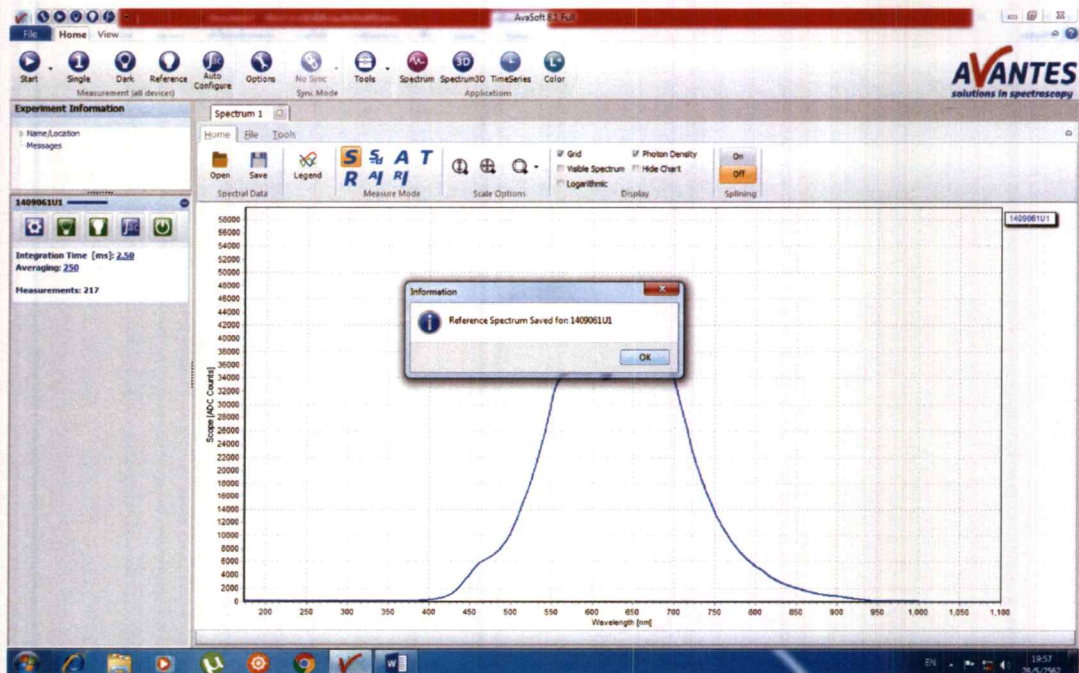 AvaSoft 8.1 Full
File Home View
Start Single Dark Reference Auto Configure Options No Sync Tools Spectrum Spectrum3D TimeSeries Color
Measurement (all devices) Sync Mode Applications
AVANTES
solutions in spectroscopy
Experiment Information
Name/Location
Messages
1409061U1
Integration Time [ms]: 2.50
Averaging: 250
Measurements: 217
Spectrum 1
Home File Tools
Open Save Legend S A T R Grid Photon Density On
Visible Spectrum Hide Chart Off
Logarithmic
Spectral Data Measure Mode Scale Options Display Splining
1409061U1
58000
56000
54000
52000
50000
48000
46000
44000
42000
40000
38000
36000
34000
32000
30000
28000
26000
24000
22000
20000
18000
16000
14000
12000
10000
8000
6000
4000
2000
0
Scope [ADC Counts]
Information
Reference Spectrum Saved for: 1409061U1
OK
200 250 300 350 400 450 500 550 600 650 700 750 800 850 900 950 1,000 1,050 1,100
Wavelength [nm]
EN 19:57
28/5/2562